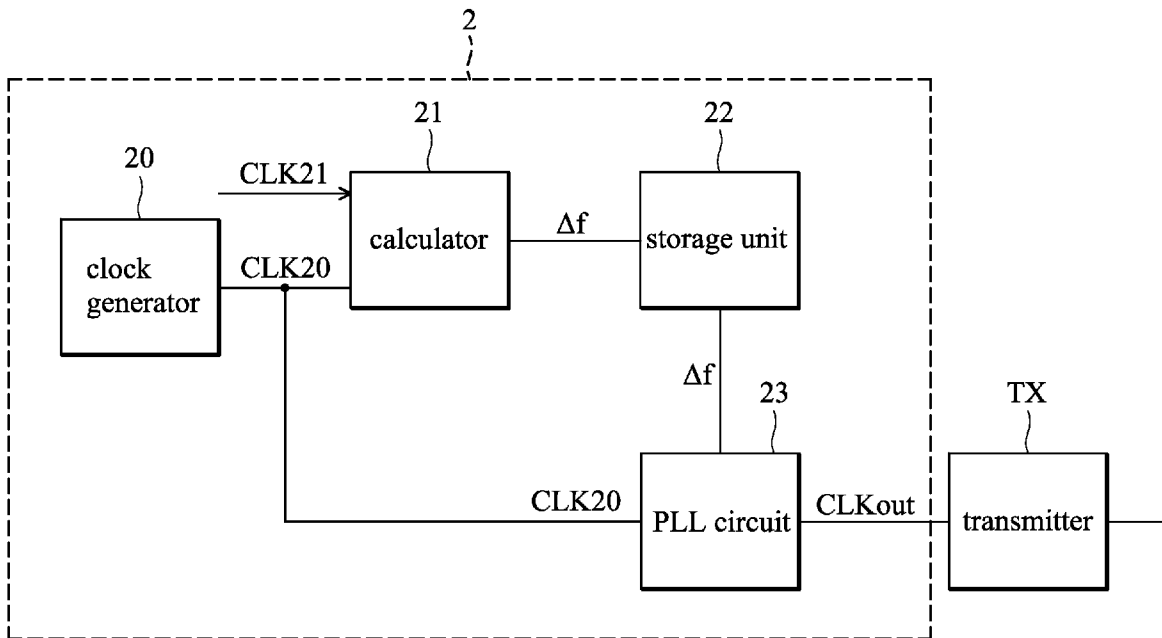 2
21
22
20
CLK21
calculator
Δf
storage unit
clock
generator
CLK20
Δf
23
TX
CLK20
PLL circuit
CLKout
transmitter